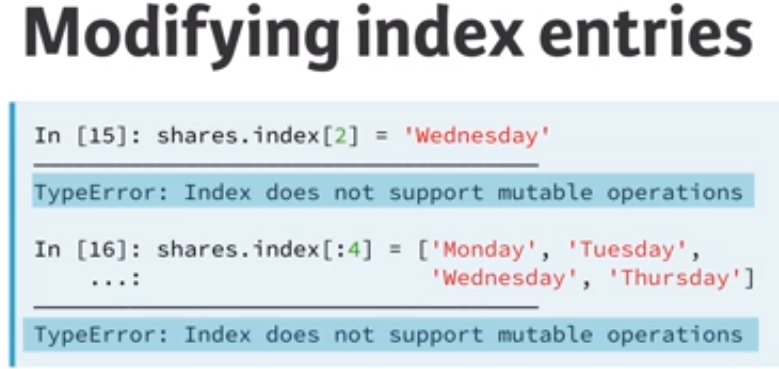 Modifying index entries
In [15]: shares.index[2] = 'Wednesday'
TypeError: Index does not support mutable operations
In [16]: shares.index[:4] = ['Monday', 'Tuesday',
...: 'Wednesday', 'Thursday']
TypeError: Index does not support mutable operations